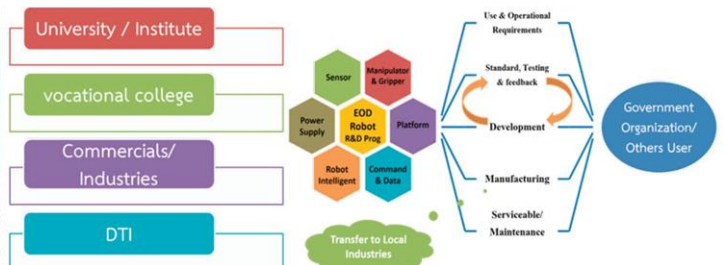 University / Institute
vocational college
Commercials/
Industries
DTI
Sensor
Manipulator
& Gripper
Power
Supply
EOD
Robot
R&D Prog
Platform
Robot
Intelligent
Command
& Data
Transfer to Local
Industries
Use & Operational
Requirements
Standard, Testing
& feedback
Development
Manufacturing
Serviceable/
Maintenance
Government
Organization/
Others User